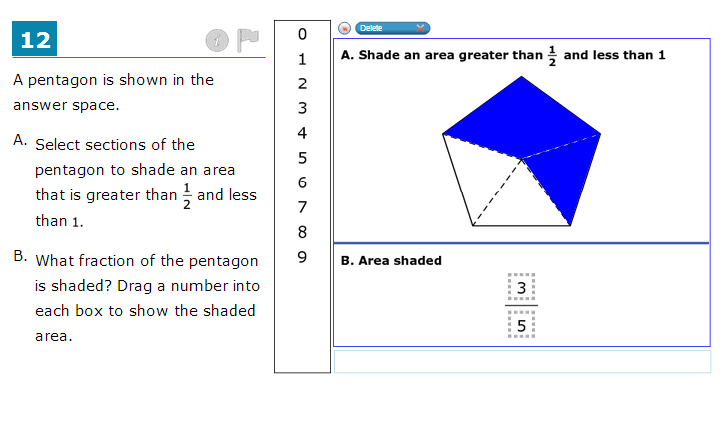 12
i
A pentagon is shown in the
answer space.
A. Select sections of the
pentagon to shade an area
that is greater than 1/2 and less
than 1.
B. What fraction of the pentagon
is shaded? Drag a number into
each box to show the shaded
area.
0
1
2
3
4
5
6
7
8
9
Delete
A. Shade an area greater than 1/2 and less than 1
B. Area shaded
3
5